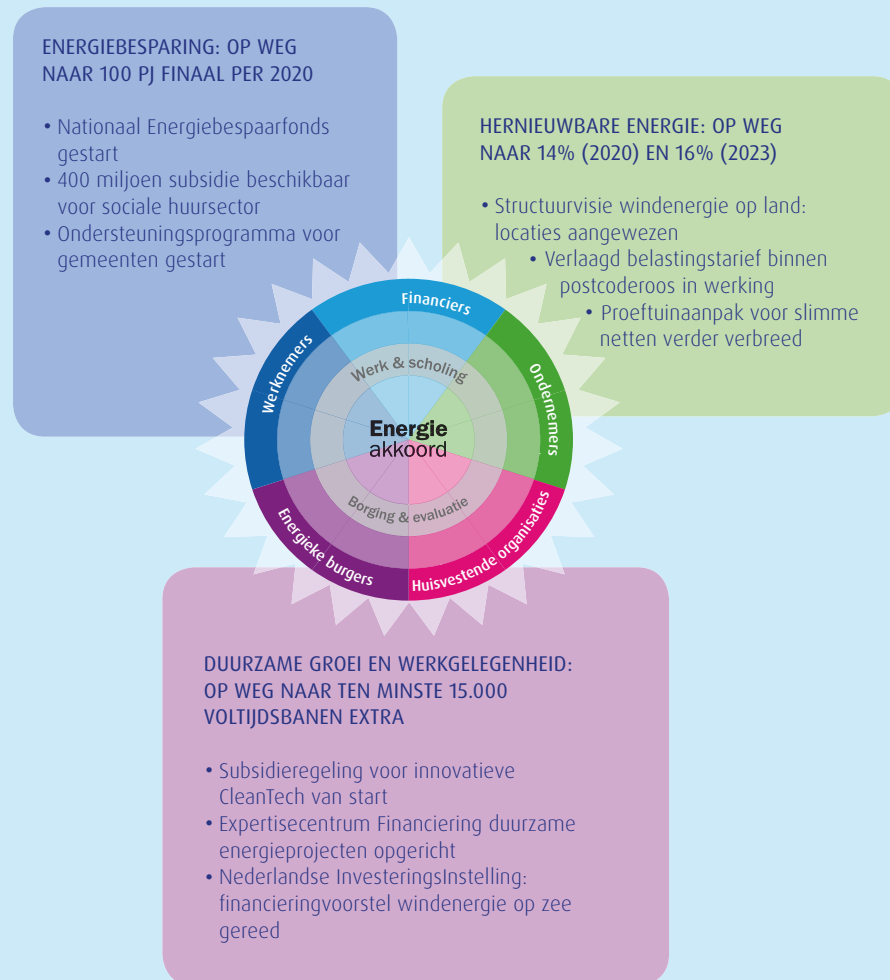 ENERGIEBESPARING: OP WEG
NAAR 100 PJ FINAAL PER 2020
• Nationaal Energiebespaarfonds
gestart
• 400 miljoen subsidie beschikbaar
voor sociale huursector
• Ondersteuningsprogramma voor
gemeenten gestart
HERNIEUWBARE ENERGIE: OP WEG
NAAR 14% (2020) EN 16% (2023)
• Structuurvisie windenergie op land:
locaties aangewezen
• Verlaagd belastingstarief binnen
postcoderoos in werking
• Proeftuinaanpak voor slimme
netten verder verbreed
Financiers
Werknemers
Ondernemers
Werk & scholing
Energie
akkoord
Borging & evaluatie
Energieke burgers
Huisvestende organisaties
DUURZAME GROEI EN WERKGELEGENHEID:
OP WEG NAAR TEN MINSTE 15.000
VOLTIJDSBANEN EXTRA
• Subsidieregeling voor innovatieve
CleanTech van start
• Expertisecentrum Financiering duurzame
energieprojecten opgericht
• Nederlandse InvesteringsInstelling:
financieringvoorstel windenergie op zee
gereed